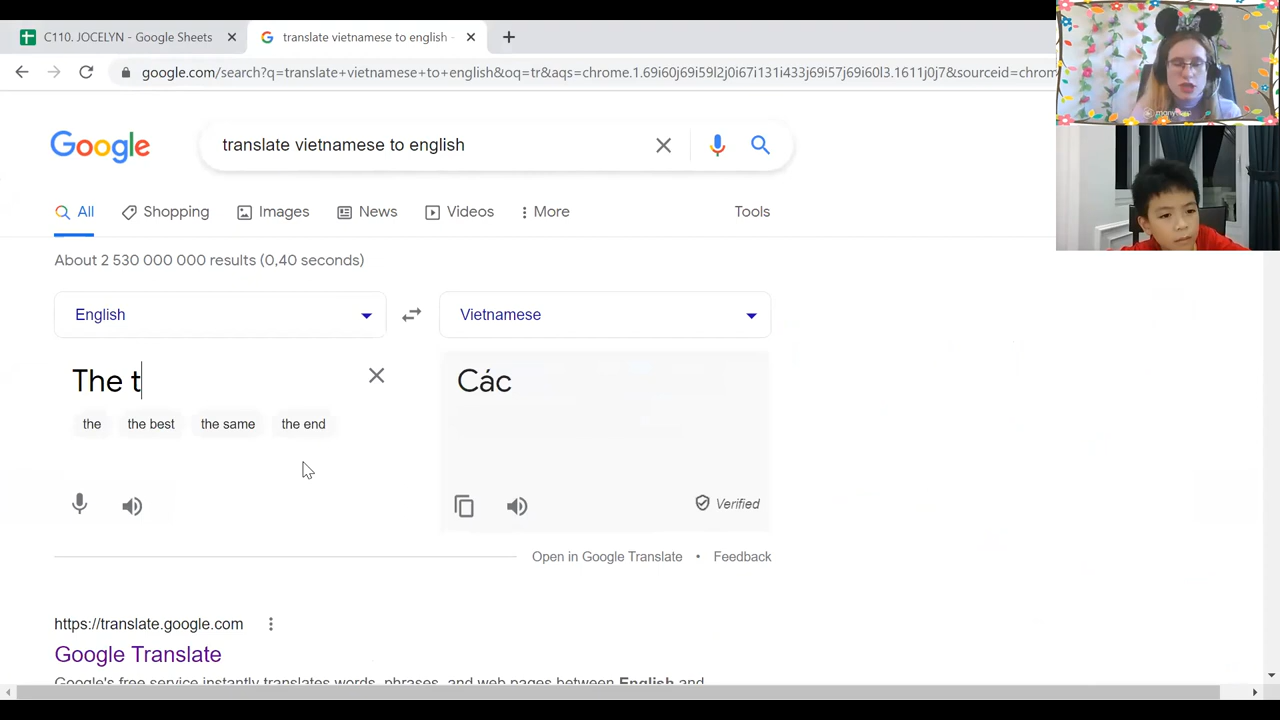 C110. JOCELYN - Google Sheets
translate vietnamese to english -
google.com/search?q=translate+vietnamese+to+english&oq=tr&aqs=chrome.1.69i60j69i59l2j0i67i131i433j69i57j69i60l3.1611j0j7&sourceid=chrom
Google
translate vietnamese to english
All Shopping Images News Videos More Tools
About 2 530 000 000 results (0,40 seconds)
English Vietnamese
The t Các
the the best the same the end
Verified
Open in Google Translate • Feedback
https://translate.google.com
Google Translate
Google's free service instantly translates words, phrases, and web pages between English and